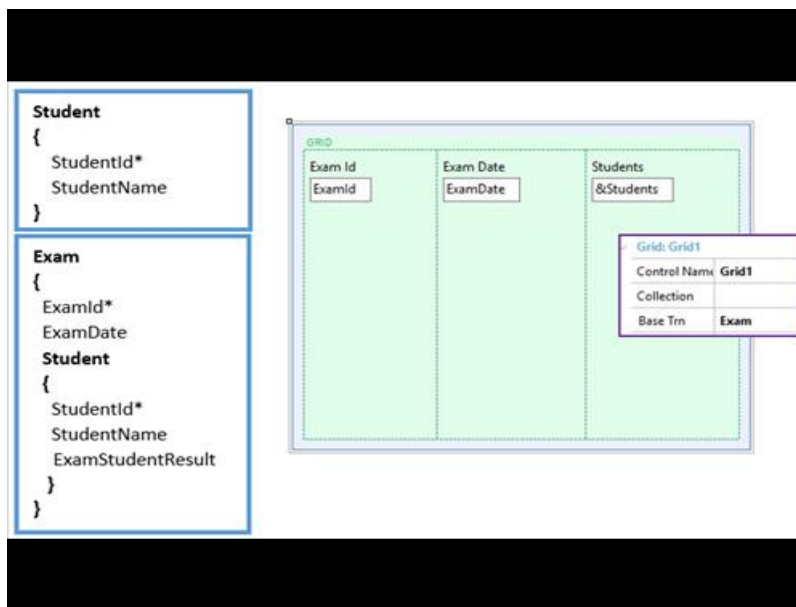 Student
{
StudentId*
StudentName
}
Exam
{
ExamId*
ExamDate
Student
{
StudentId*
StudentName
ExamStudentResult
}
}
GRID
Exam Id
Exam Date
Students
ExamId
ExamDate
&Students
Grid: Grid1
Control Name Grid1
Collection
Base Trn Exam